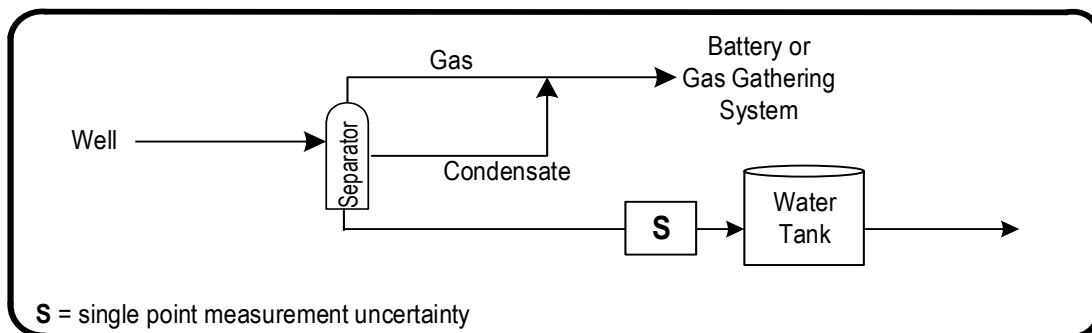 Battery or
Gas Gathering
System
Gas
Well
Separator
Condensate
S
Water
Tank
S = single point measurement uncertainty